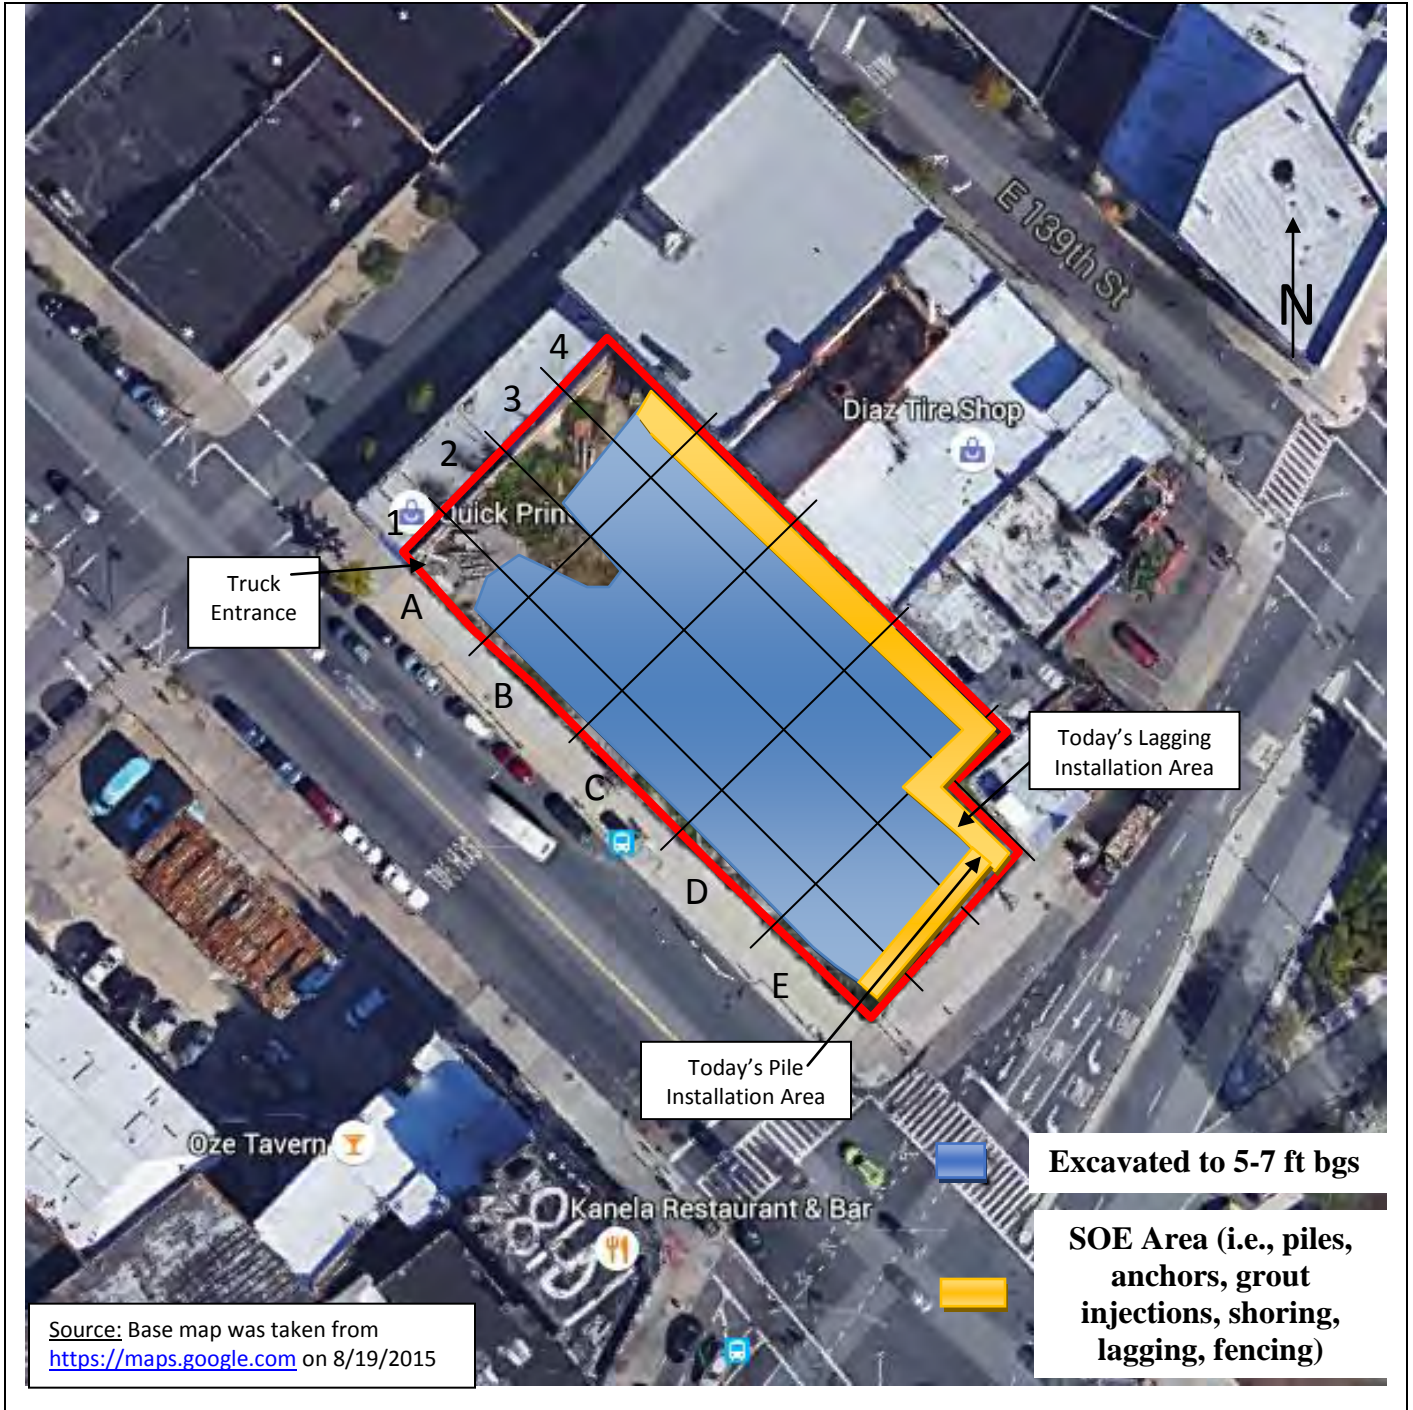 E 139th St
N
4
3
Diaz Tire Shop
2
1
Quick Prin
Truck
Entrance
A
B
Today's Lagging
Installation Area
C
D
E
Today's Pile
Installation Area
Oze Tavern
Excavated to 5-7 ft bgs
Kanela Restaurant & Bar
SOE Area (i.e., piles,
anchors, grout
injections, shoring,
lagging, fencing)
Source: Base map was taken from
https://maps.google.com on 8/19/2015